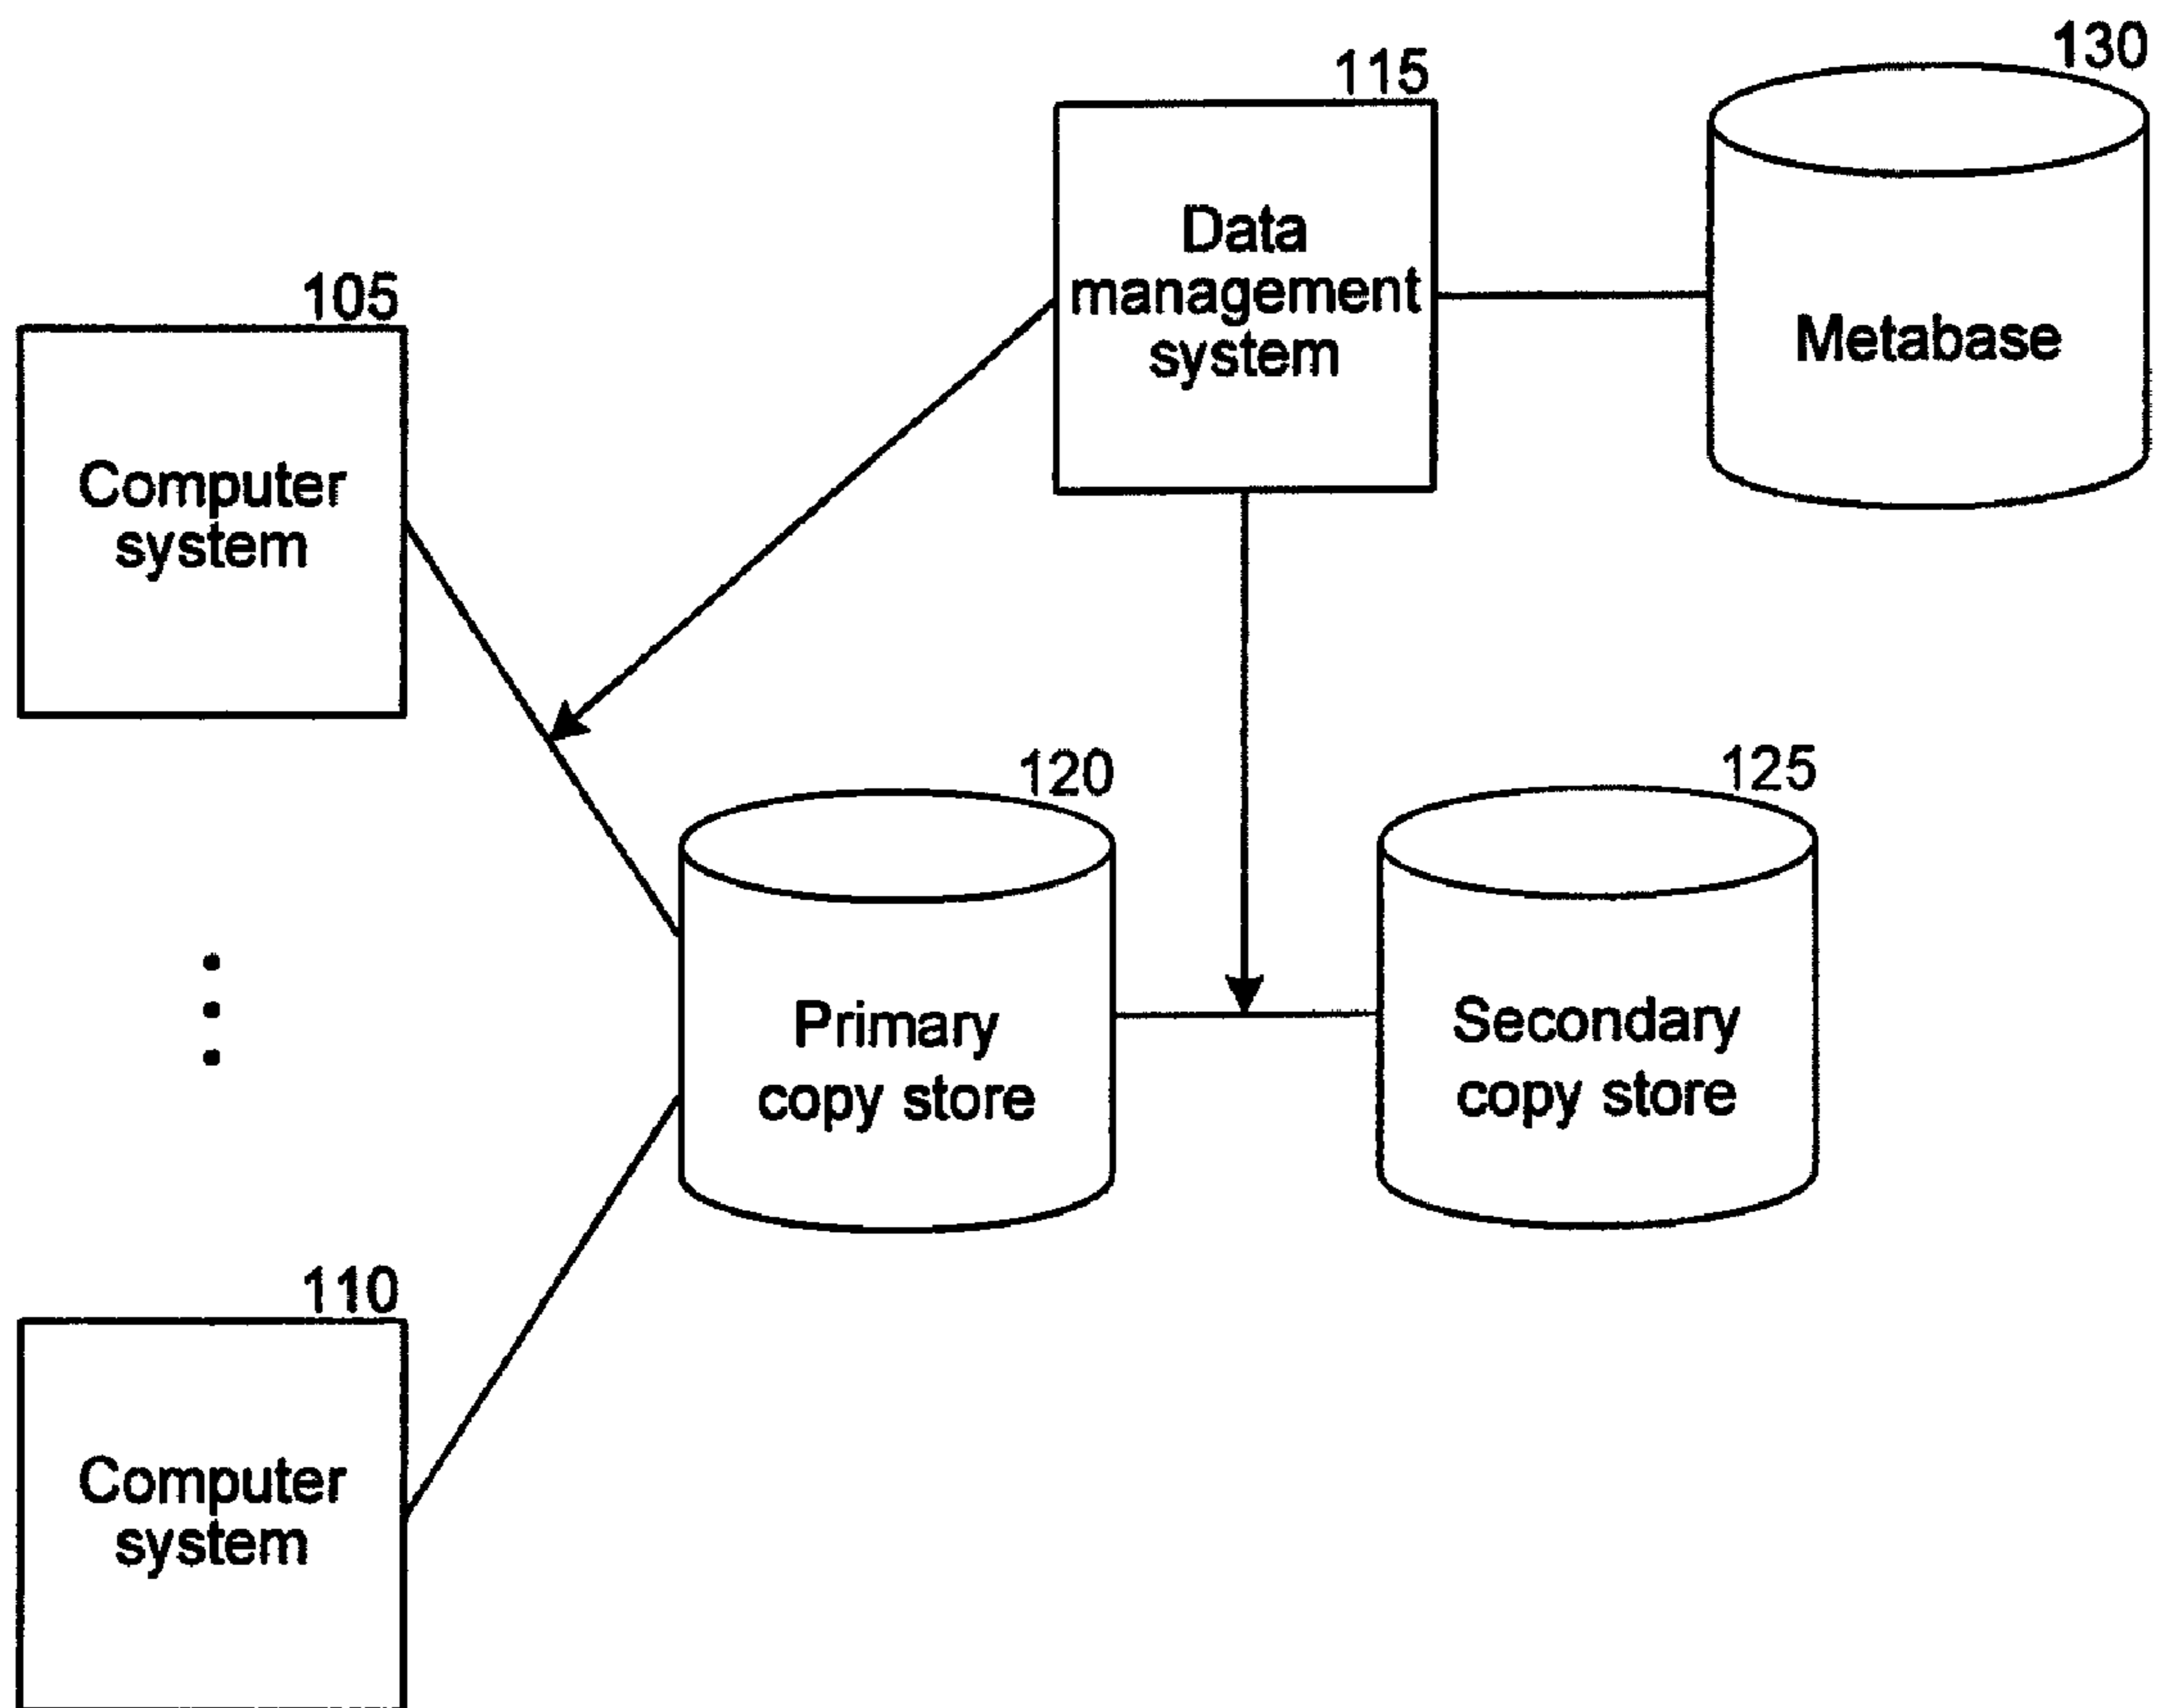 130
115
Data
management
system
Metabase
105
Computer
system
120
Primary
copy store
125
Secondary
copy store
110
Computer
system